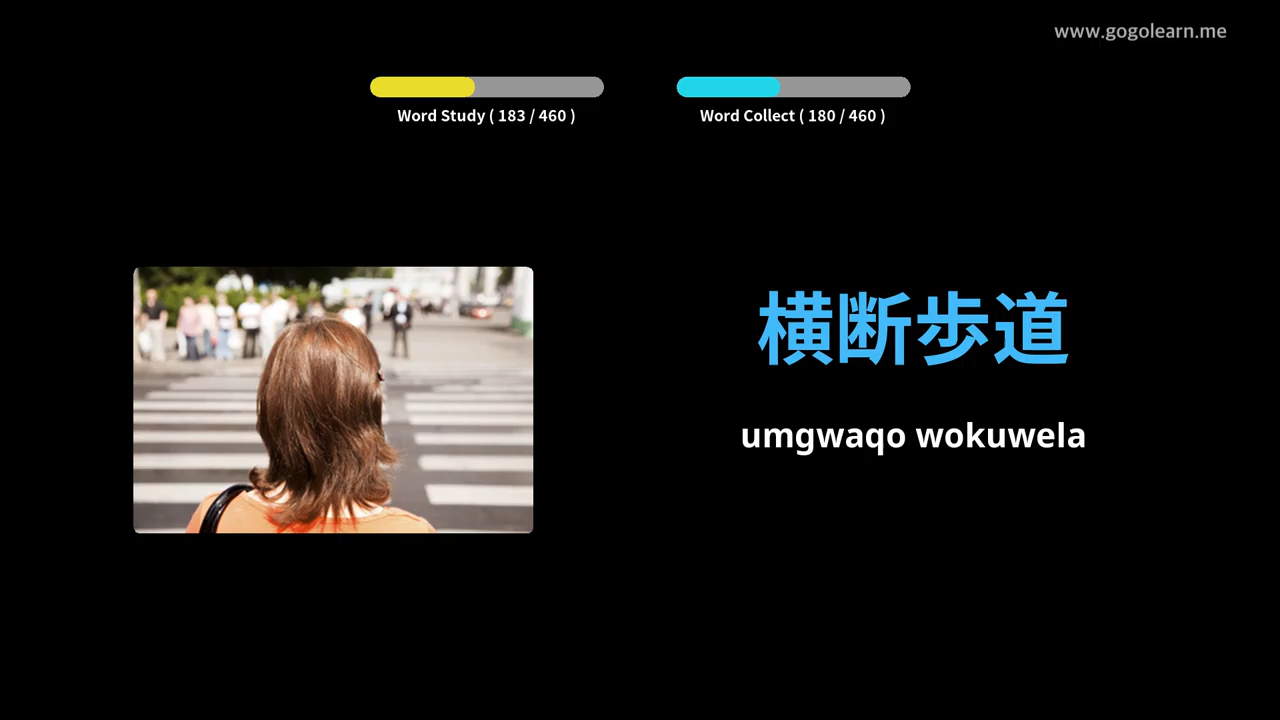 www.gogolearn.me
Word Study ( 183 / 460 )
Word Collect ( 180 / 460 )
横断歩道
umgwaqo wokuwela